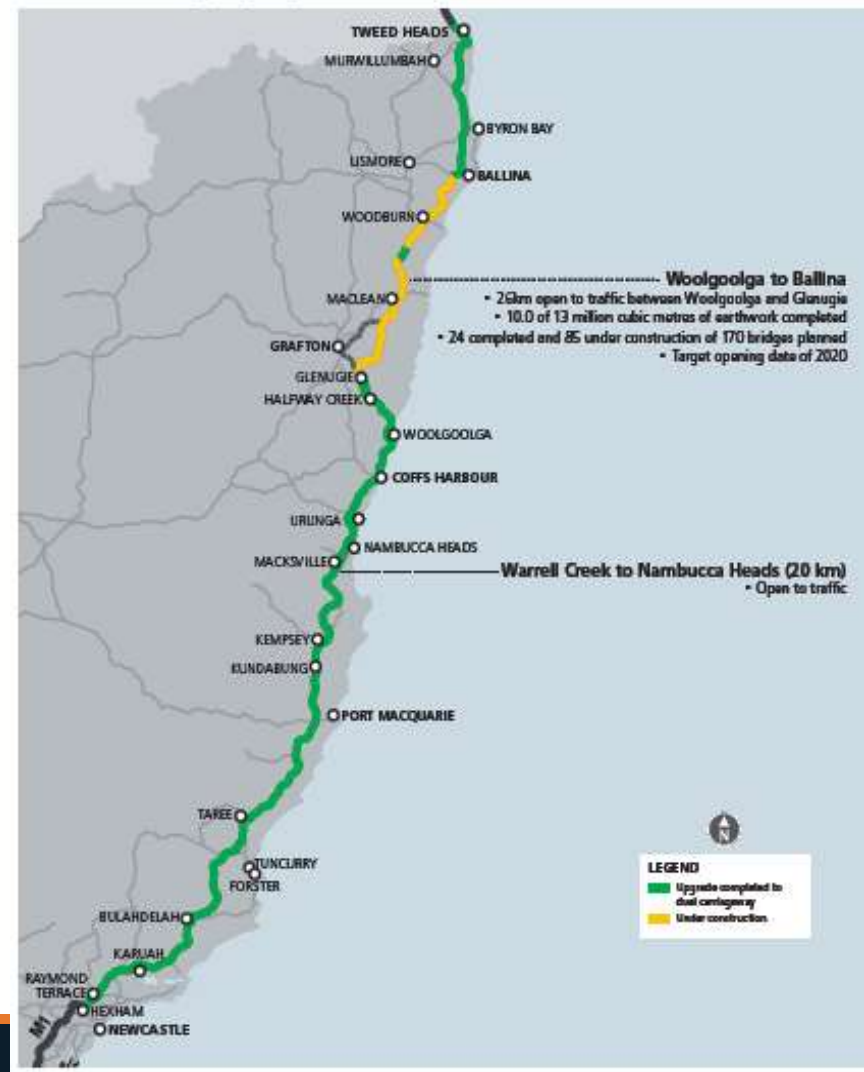 TWEED HEADS
MURWILLUMBAH
BYRON BAY
LISMORE
BALLINA
WOODBURN
Woolgoolga to Ballina
• 26km open to traffic between Woolgoolga and Glenugie
• 10.0 of 13 million cubic metres of earthwork completed
• 24 completed and 85 under construction of 170 bridges planned
• Target opening date of 2020
MACLEAN
GRAFTON
GLENUGIE
HALFWAY CREEK
WOOLGOOLGA
COFFS HARBOUR
URUNGA
NAMBUCCA HEADS
MACKSVILLE
Warrell Creek to Nambucca Heads (20 km)
• Open to traffic
KEMPSEY
KUNDABUNG
PORT MACQUARIE
TAREE
TUNCURRY
FORSTER
N
LEGEND
Upgrade completed to
dual carriageway
Under construction
BULAHDELAH
KARUAH
RAYMOND
TERRACE
HEXHAM
M1
NEWCASTLE